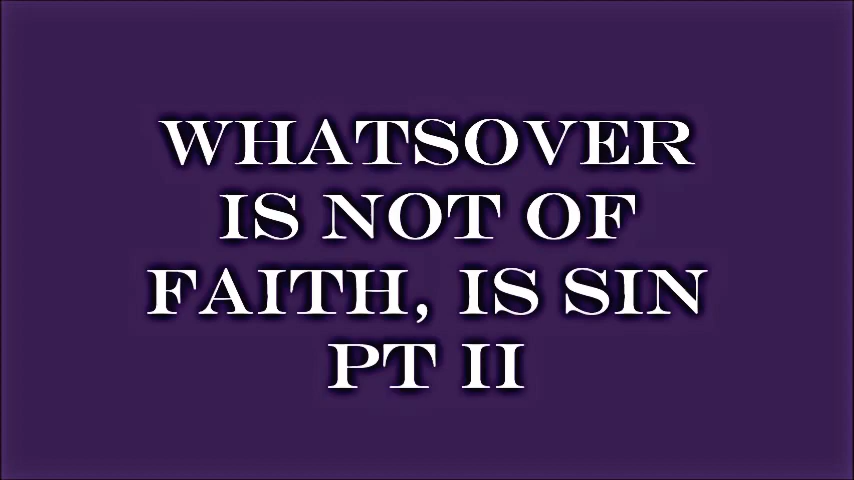 WHATSOVER
IS NOT OF
FAITH, IS SIN
PT II